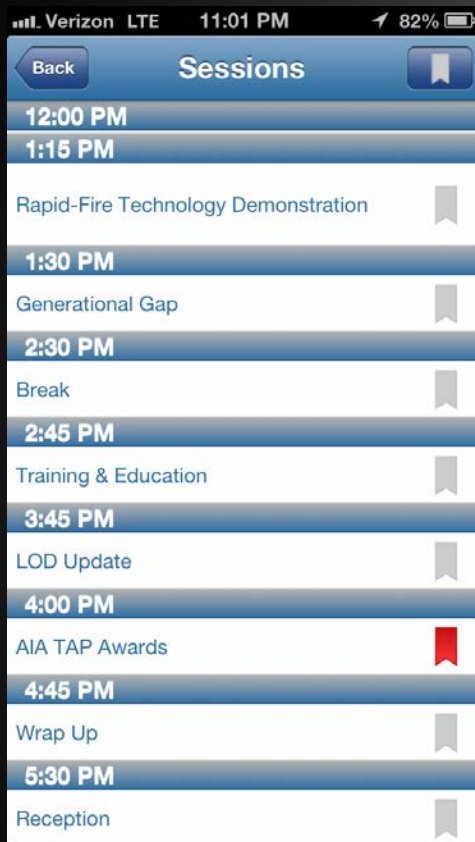 Verizon LTE 11:01 PM 82%
Back Sessions
12:00 PM
1:15 PM
Rapid-Fire Technology Demonstration
1:30 PM
Generational Gap
2:30 PM
Break
2:45 PM
Training & Education
3:45 PM
LOD Update
4:00 PM
AIA TAP Awards
4:45 PM
Wrap Up
5:30 PM
Reception